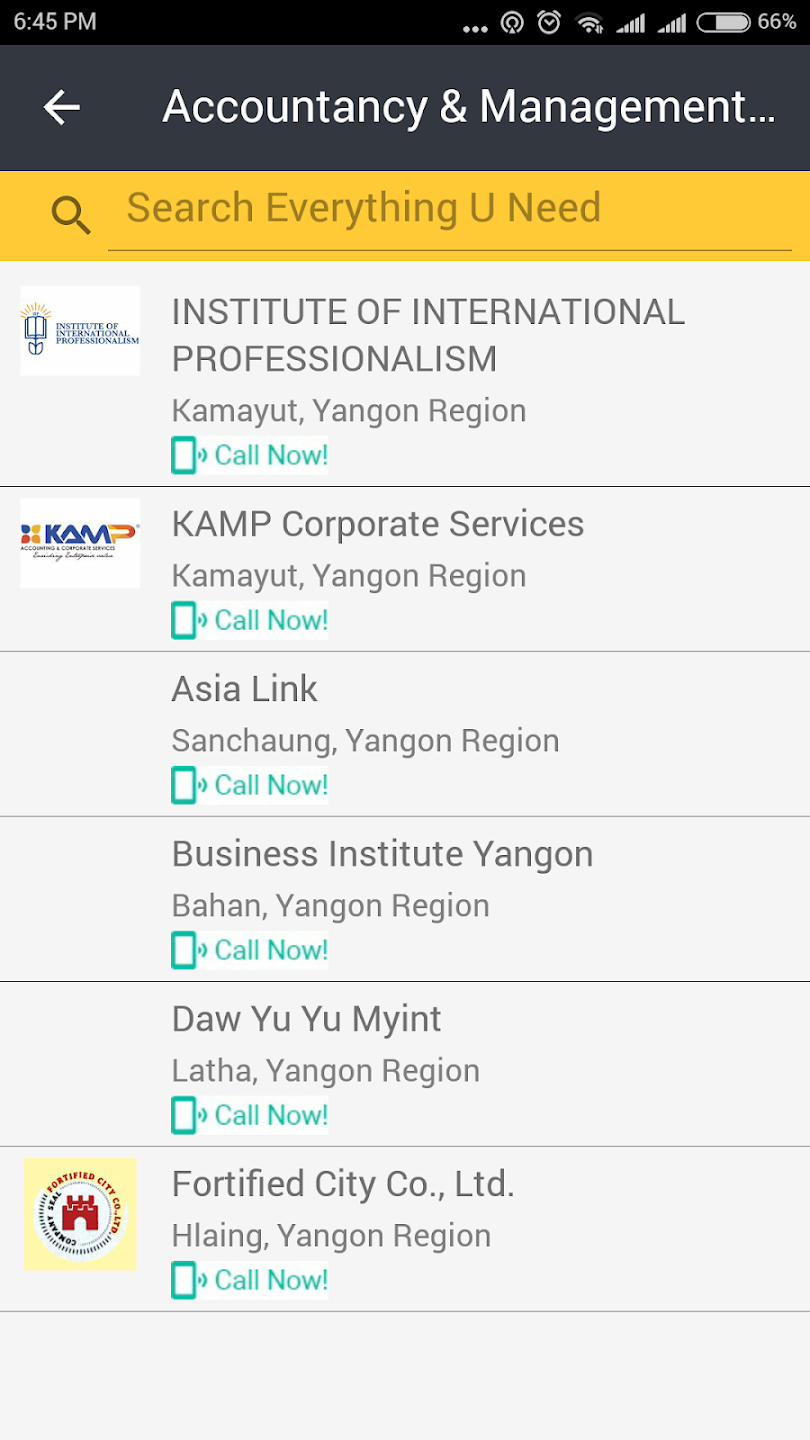 6:45 PM
66%
Accountancy & Management...
Search Everything U Need
INSTITUTE OF
INTERNATIONAL
PROFESSIONALISM
INSTITUTE OF INTERNATIONAL
PROFESSIONALISM
Kamayut, Yangon Region
Call Now!
KAMP
ACCOUNTING & CORPORATE SERVICES
KAMP Corporate Services
Kamayut, Yangon Region
Call Now!
Asia Link
Sanchaung, Yangon Region
Call Now!
Business Institute Yangon
Bahan, Yangon Region
Call Now!
Daw Yu Yu Myint
Latha, Yangon Region
Call Now!
FORTIFIED CITY CO., LTD.
COMPANY SEAL
Fortified City Co., Ltd.
Hlaing, Yangon Region
Call Now!